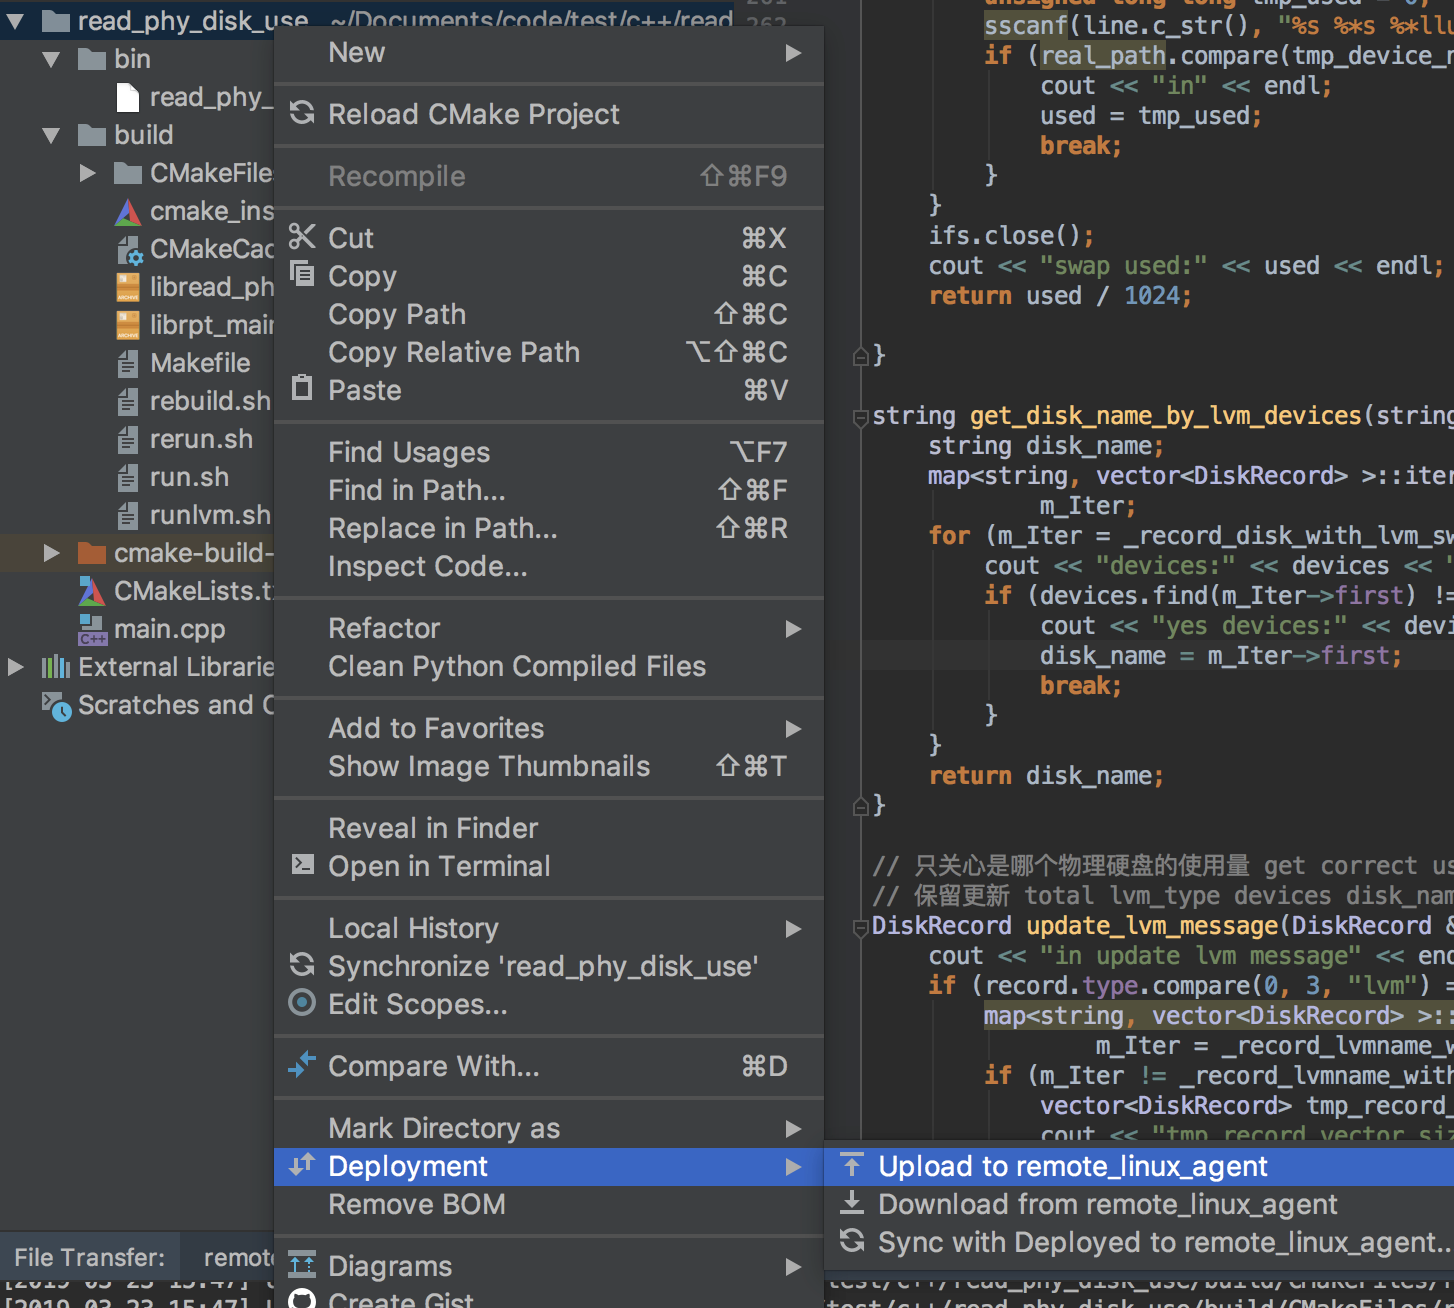 read_phy_disk_use ~/Documents/code/test/c++/read
bin
read_phy_
build
CMakeFiles
cmake_ins
CMakeCac
libread_ph
librpt_mair
Makefile
rebuild.sh
rerun.sh
run.sh
runlvm.sh
cmake-build-
CMakeLists.t
main.cpp
External Librarie
Scratches and C
New
Reload CMake Project
Recompile ⇧⌘F9
Cut ⌘X
Copy ⌘C
Copy Path ⇧⌘C
Copy Relative Path ⌥⇧⌘C
Paste ⌘V
Find Usages ⌥F7
Find in Path... ⇧⌘F
Replace in Path... ⇧⌘R
Inspect Code...
Refactor
Clean Python Compiled Files
Add to Favorites
Show Image Thumbnails ⇧⌘T
Reveal in Finder
Open in Terminal
Local History
Synchronize 'read_phy_disk_use'
Edit Scopes...
Compare With... ⌘D
Mark Directory as
Deployment
Remove BOM
Diagrams
Create Gist
Upload to remote_linux_agent
Download from remote_linux_agent
Sync with Deployed to remote_linux_agent...
262
unsigned long long tmp_used = 0;
sscanf(line.c_str(), "%s %*s %*llu
if (real_path.compare(tmp_device_n
cout << "in" << endl;
used = tmp_used;
break;
}
}
ifs.close();
cout << "swap used:" << used << endl;
return used / 1024;
}
string get_disk_name_by_lvm_devices(string
string disk_name;
map<string, vector<DiskRecord> >::iter
m_Iter;
for (m_Iter = _record_disk_with_lvm_sw
cout << "devices:" << devices << "
if (devices.find(m_Iter->first) !=
cout << "yes devices:" << devi
disk_name = m_Iter->first;
break;
}
}
return disk_name;
}
// 只关心是哪个物理硬盘的使用量 get correct us
// 保留更新 total lvm_type devices disk_nam
DiskRecord update_lvm_message(DiskRecord &
cout << "in update lvm message" << end
if (record.type.compare(0, 3, "lvm") =
map<string, vector<DiskRecord> >::
m_Iter = _record_lvmname_w
if (m_Iter != _record_lvmname_with
vector<DiskRecord> tmp_record_
cout << "tmp record vector siz
File Transfer: remote
[2019-03-23 15:47]
test/c++/read_phy_disk_use/build/CMakeFiles/
[2019-03-23 15:47]
/test/c++/read_phy_disk_use/build/CMakeFiles/